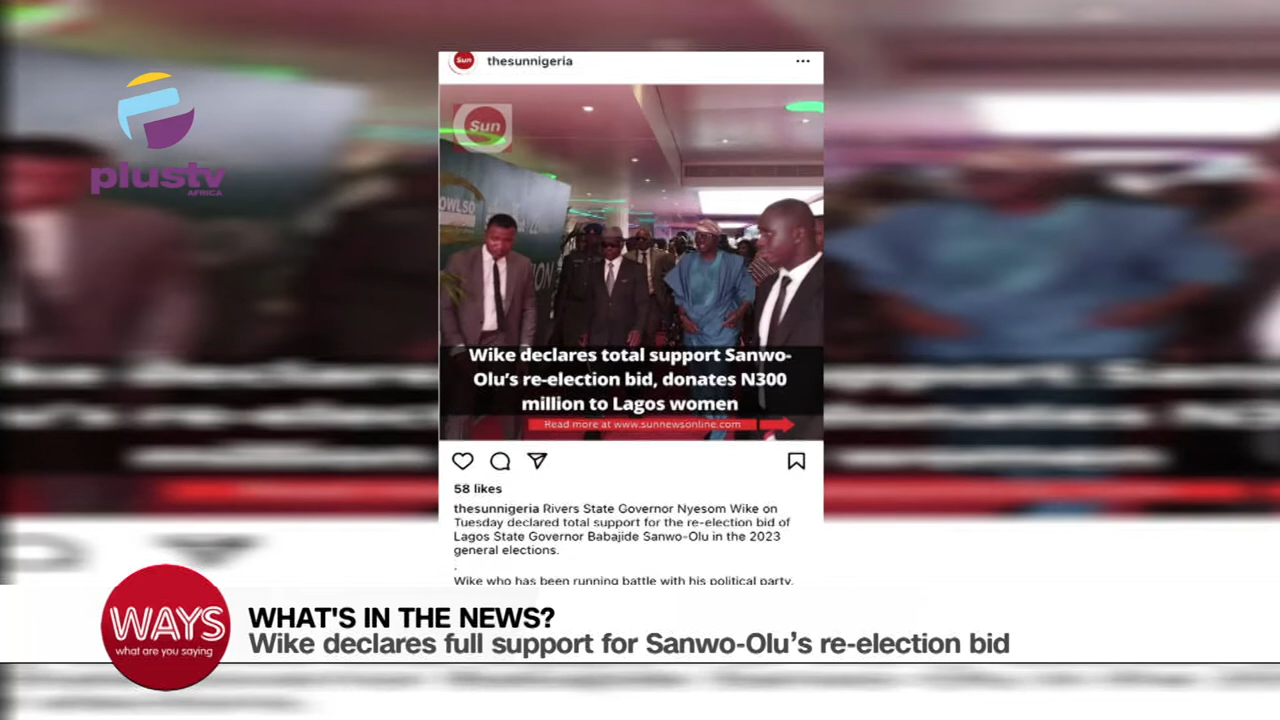 Sun
thesunnigeria
plustv
AFRICA
Sun
OWLSO
Wike declares total support Sanwo-
Olu's re-election bid, donates N300
million to Lagos women
Read more at www.sunnewsonline.com
58 likes
thesunnigeria Rivers State Governor Nyesom Wike on
Tuesday declared total support for the re-election bid of
Lagos State Governor Babajide Sanwo-Olu in the 2023
general elections.
.
Wike who has been running battle with his political party,
WAYS
what are you saying
WHAT'S IN THE NEWS?
Wike declares full support for Sanwo-Olu's re-election bid